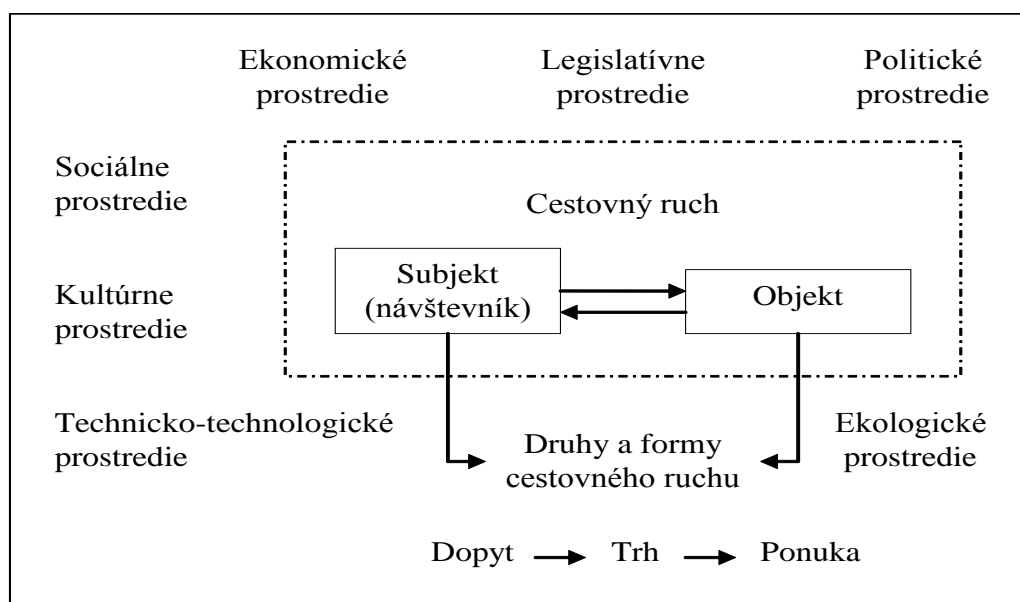 Ekonomické
prostredie
Legislatívne
prostredie
Politické
prostredie
Sociálne
prostredie
Cestovný ruch
Kultúrne
prostredie
Subjekt
(návštevník)
Objekt
Technicko-technologické
prostredie
Druhy a formy
cestovného ruchu
Ekologické
prostredie
Dopyt
Trh
Ponuka